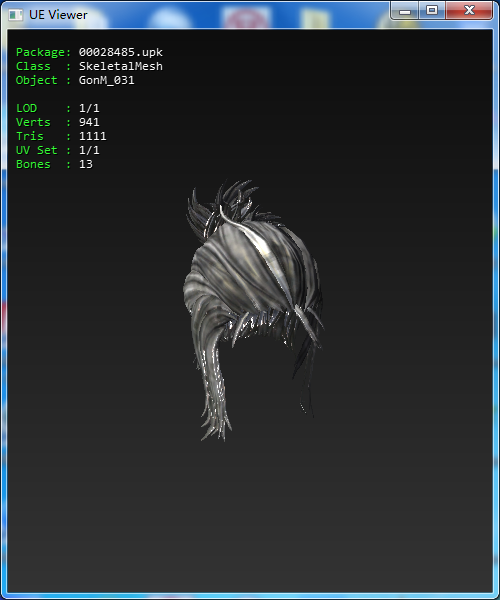 UE Viewer
Package: 00028485.upk
Class : SkeletalMesh
Object : GonM_031
LOD : 1/1
Verts : 941
Tris : 1111
UV Set : 1/1
Bones : 13